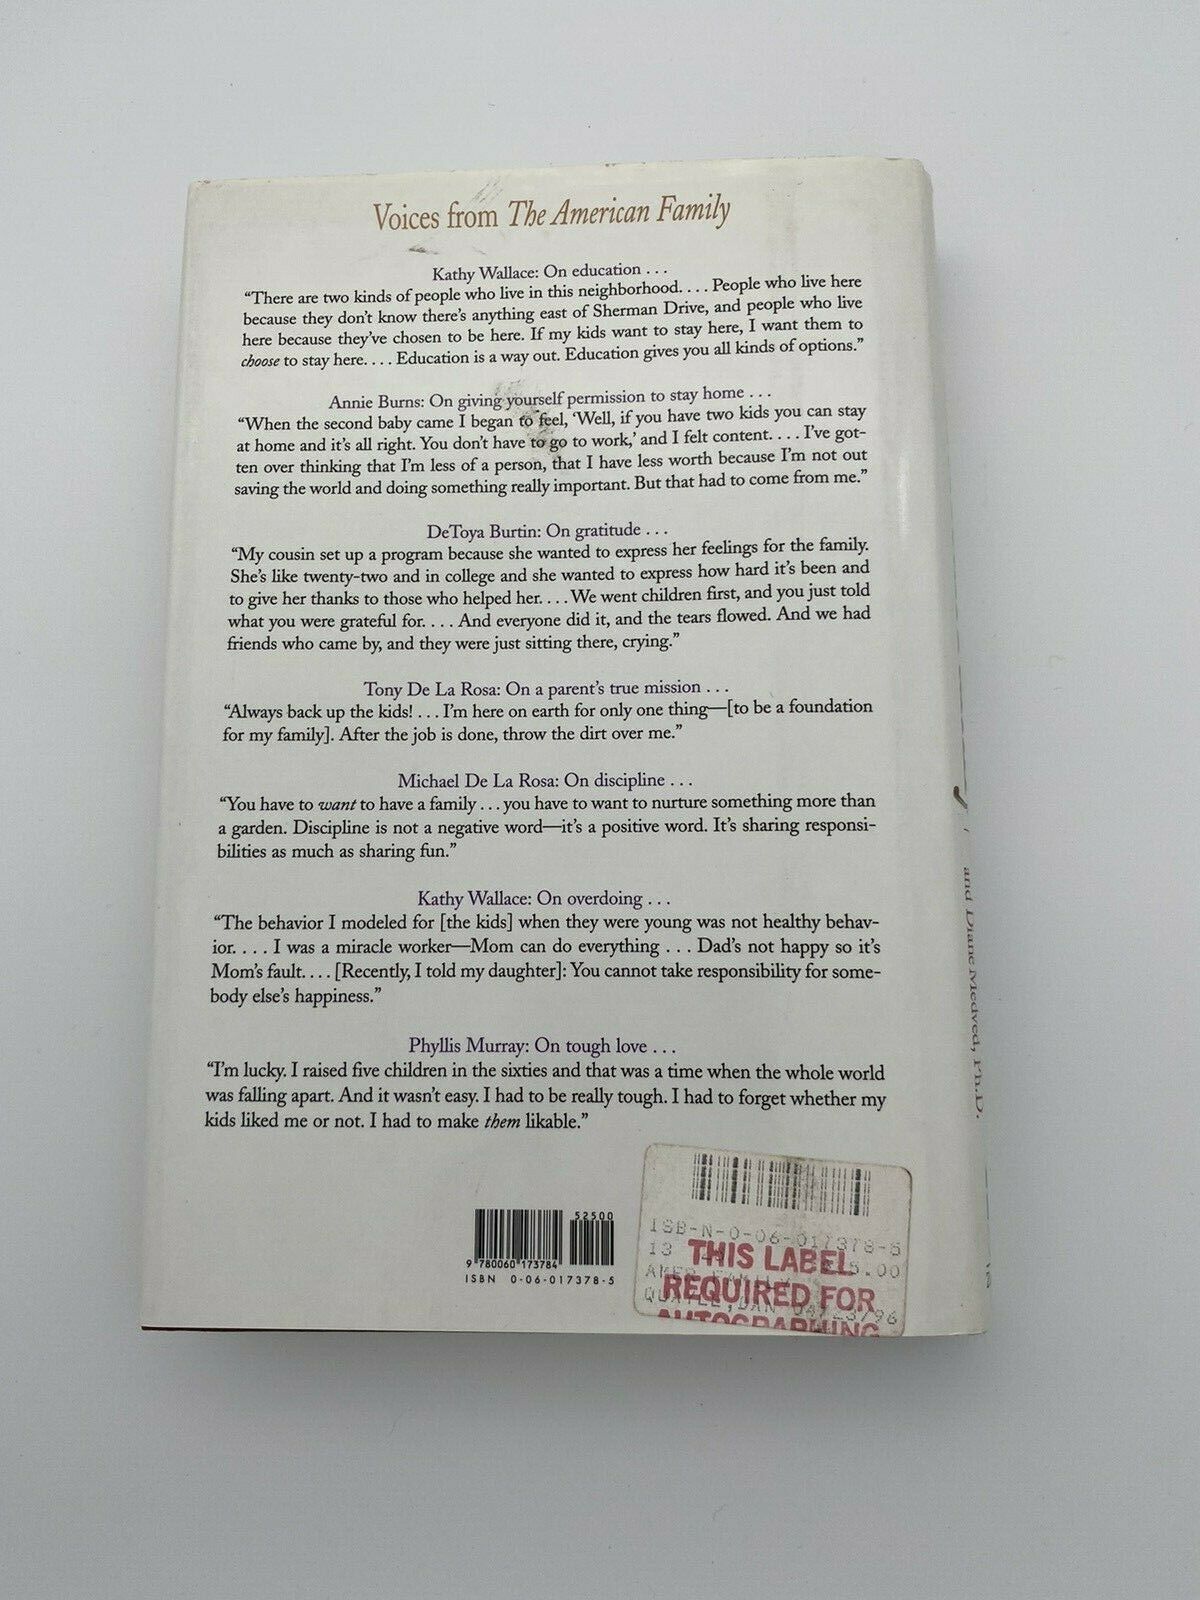 Voices from The American Family
Kathy Wallace: On education . . .
“There are two kinds of people who live in this neighborhood. . . . People who live here
because they don’t know there’s anything east of Sherman Drive, and people who live
here because they’ve chosen to be here. If my kids want to stay here, I want them to
choose to stay here. . . . Education is a way out. Education gives you all kinds of options.”
Annie Burns: On giving yourself permission to stay home . . .
“When the second baby came I began to feel, ‘Well, if you have two kids you can stay
at home and it’s all right. You don’t have to go to work,’ and I felt content. . . . I’ve got-
ten over thinking that I’m less of a person, that I have less worth because I’m not out
saving the world and doing something really important. But that had to come from me.”
DeToya Burtin: On gratitude . . .
“My cousin set up a program because she wanted to express her feelings for the family.
She’s like twenty-two and in college and she wanted to express how hard it’s been and
to give her thanks to those who helped her. . . . We went children first, and you just told
what you were grateful for. . . . And everyone did it, and the tears flowed. And we had
friends who came by, and they were just sitting there, crying.”
Tony De La Rosa: On a parent’s true mission . . .
“Always back up the kids! . . . I’m here on earth for only one thing—[to be a foundation
for my family]. After the job is done, throw the dirt over me.”
Michael De La Rosa: On discipline . . .
“You have to want to have a family . . . you have to want to nurture something more than
a garden. Discipline is not a negative word—it’s a positive word. It’s sharing responsi-
bilities as much as sharing fun.”
Kathy Wallace: On overdoing . . .
“The behavior I modeled for [the kids] when they were young was not healthy behav-
ior. . . . I was a miracle worker—Mom can do everything . . . Dad’s not happy so it’s
Mom’s fault. . . . [Recently, I told my daughter]: You cannot take responsibility for some-
body else’s happiness.”
Phyllis Murray: On tough love . . .
“I’m lucky. I raised five children in the sixties and that was a time when the whole world
was falling apart. And it wasn’t easy. I had to be really tough. I had to forget whether my
kids liked me or not. I had to make them likable.”
52500
9 780060 173784
ISBN 0-06-017378-5
ISB-N-0-06-017378-5
13
THIS LABEL
AMER FAMILY
REQUIRED FOR
QUAYLE, DAN
AUTOGRAPHING
and Diane Medved, Ph.D.